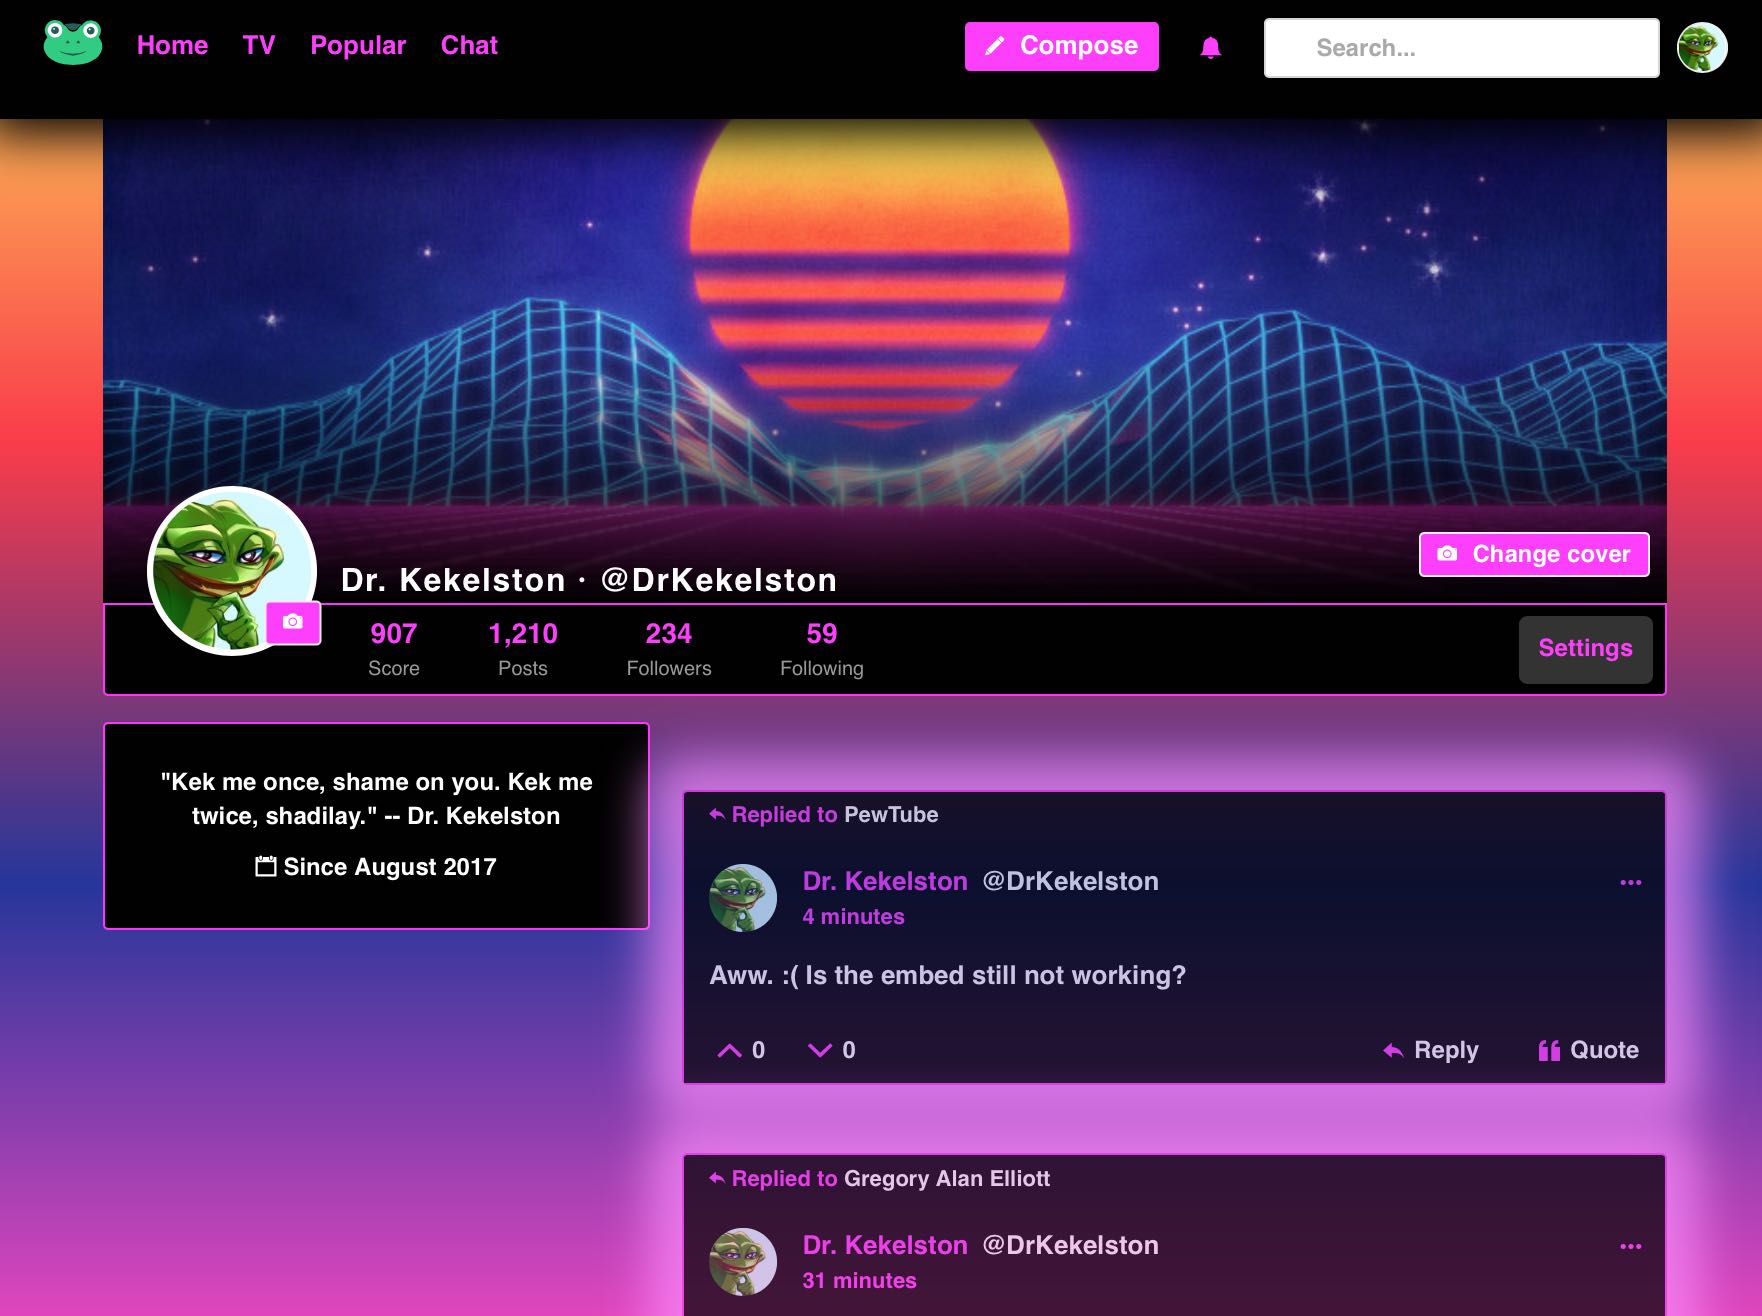 Home TV Popular Chat
Compose
Search...
Change cover
Dr. Kekelston · @DrKekelston
907 1,210 234 59
Score Posts Followers Following
Settings
"Kek me once, shame on you. Kek me
twice, shadilay." -- Dr. Kekelston
Since August 2017
Replied to PewTube
Dr. Kekelston @DrKekelston
4 minutes
Aww. :( Is the embed still not working?
0 0 Reply Quote
Replied to Gregory Alan Elliott
Dr. Kekelston @DrKekelston
31 minutes